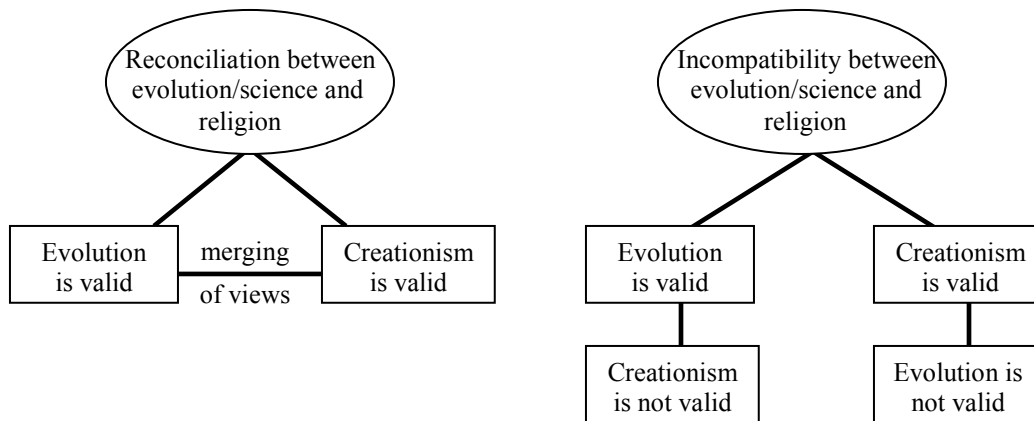 Reconciliation between
evolution/science and
religion
Evolution
is valid
merging
of views
Creationism
is valid
Incompatibility between
evolution/science and
religion
Evolution
is valid
Creationism
is valid
Creationism
is not valid
Evolution is
not valid